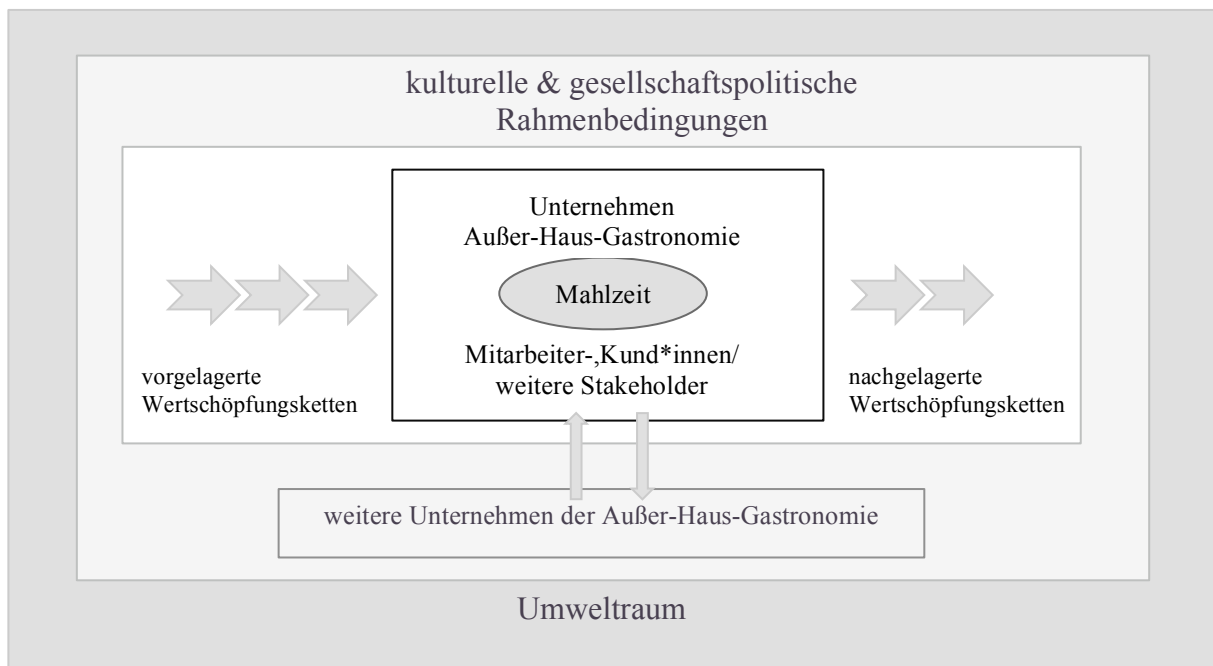 kulturelle & gesellschaftspolitische
Rahmenbedingungen
Unternehmen
Außer-Haus-Gastronomie
Mahlzeit
Mitarbeiter-,Kund*innen/
weitere Stakeholder
vorgelagerte
Wertschöpfungsketten
nachgelagerte
Wertschöpfungsketten
weitere Unternehmen der Außer-Haus-Gastronomie
Umweltraum